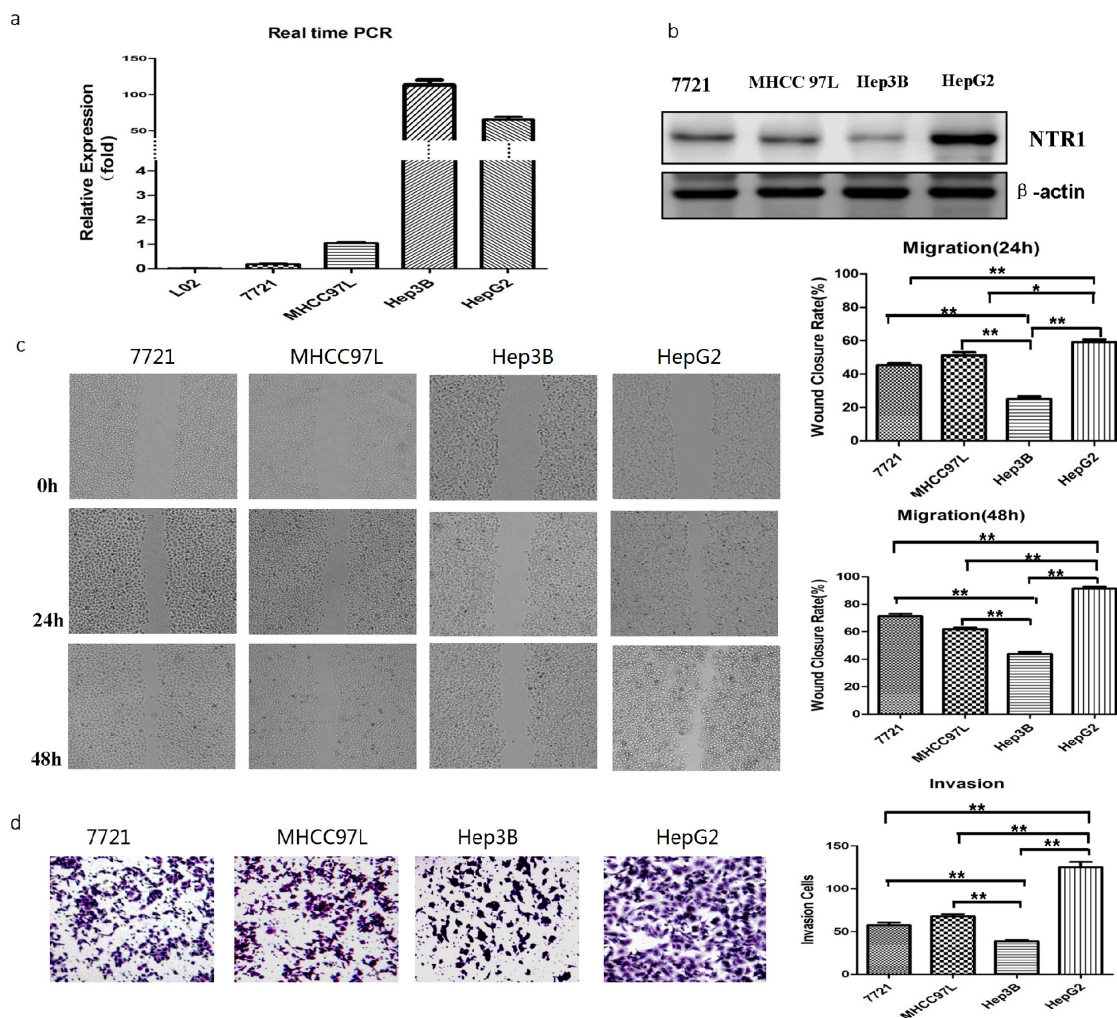 a
Real time PCR
Relative Expression
(fold)
150
100
50
4
3
2
1
0
L02
7721
MHCC97L
Hep3B
HepG2
b
7721
MHCC 97L
Hep3B
HepG2
NTR1
β-actin
c
7721
MHCC97L
Hep3B
HepG2
0h
24h
48h
Migration(24h)
Wound Closure Rate(%)
100
80
60
40
20
0
**
*
**
**
**
7721
MHCC97L
Hep3B
HepG2
Migration(48h)
Wound Closure Rate(%)
100
80
60
40
20
0
**
**
**
**
**
7721
MHCC97L
Hep3B
HepG2
d
7721
MHCC97L
Hep3B
HepG2
Invasion
Invasion Cells
150
100
50
0
**
**
**
**
**
7721
MHCC97L
Hep3B
HepG2